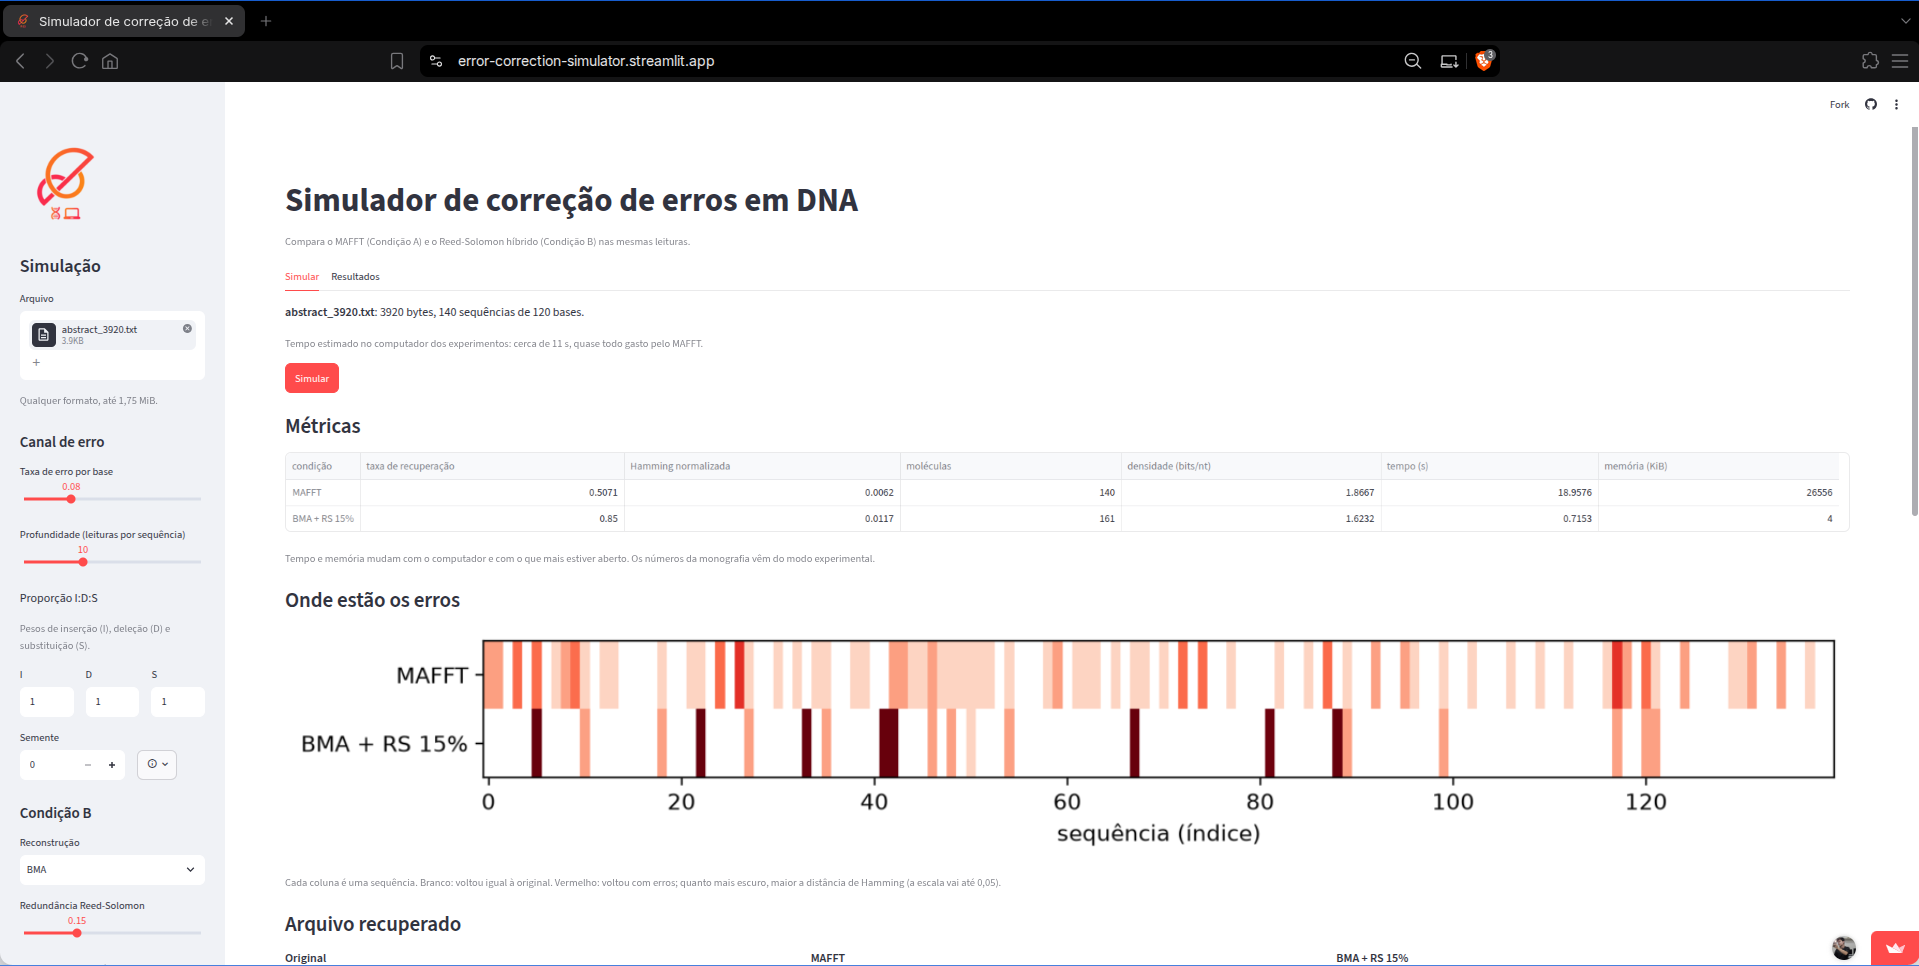 Simulador de correção de e
error-correction-simulator.streamlit.app
3
Fork
Simulação
Arquivo
abstract_3920.txt
3.9KB
+
Qualquer formato, até 1,75 MiB.
Canal de erro
Taxa de erro por base
0.08
Profundidade (leituras por sequência)
10
Proporção I:D:S
Pesos de inserção (I), deleção (D) e
substituição (S).
I D S
1 1 1
Semente
0 − +
Condição B
Reconstrução
BMA
Redundância Reed-Solomon
0.15
Simulador de correção de erros em DNA
Compara o MAFFT (Condição A) e o Reed-Solomon híbrido (Condição B) nas mesmas leituras.
Simular Resultados
abstract_3920.txt: 3920 bytes, 140 sequências de 120 bases.
Tempo estimado no computador dos experimentos: cerca de 11 s, quase todo gasto pelo MAFFT.
Simular
Métricas
condição taxa de recuperação Hamming normalizada moléculas densidade (bits/nt) tempo (s) memória (KiB)
MAFFT 0.5071 0.0062 140 1.8667 18.9576 26556
BMA + RS 15% 0.85 0.0117 161 1.6232 0.7153 4
Tempo e memória mudam com o computador e com o que mais estiver aberto. Os números da monografia vêm do modo experimental.
Onde estão os erros
MAFFT
BMA + RS 15%
0 20 40 60 80 100 120
sequência (índice)
Cada coluna é uma sequência. Branco: voltou igual à original. Vermelho: voltou com erros; quanto mais escuro, maior a distância de Hamming (a escala vai até 0,05).
Arquivo recuperado
Original MAFFT BMA + RS 15%